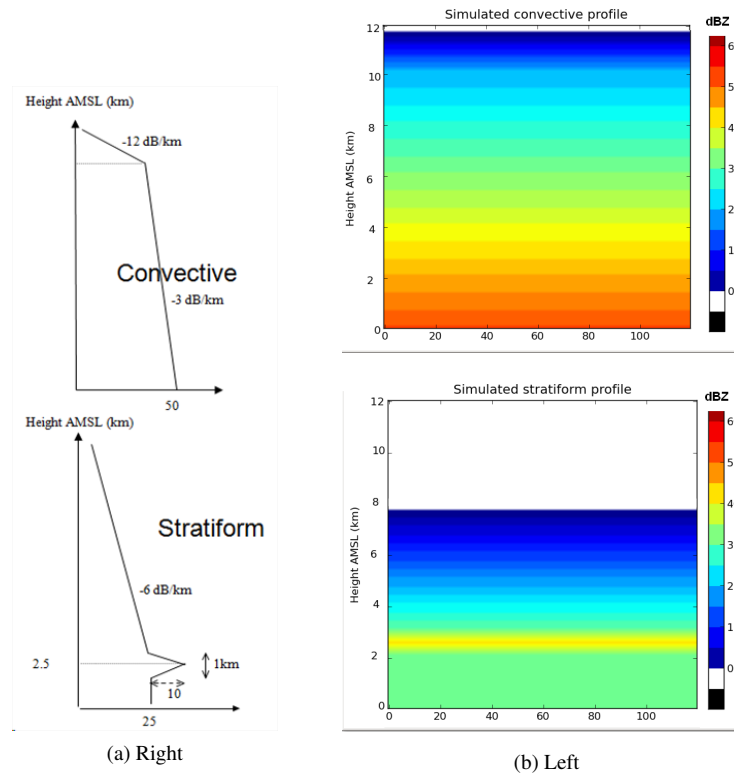 Height AMSL (km)
-12 dB/km
Convective
-3 dB/km
50
Height AMSL (km)
Stratiform
-6 dB/km
2.5
1km
10
25
(a) Right
Simulated convective profile
dBZ
12
10
8
6
4
2
0
Height AMSL (km)
0 20 40 60 80 100
6
5
4
3
2
1
0
Simulated stratiform profile
dBZ
12
10
8
6
4
2
0
Height AMSL (km)
0 20 40 60 80 100
6
5
4
3
2
1
0
(b) Left